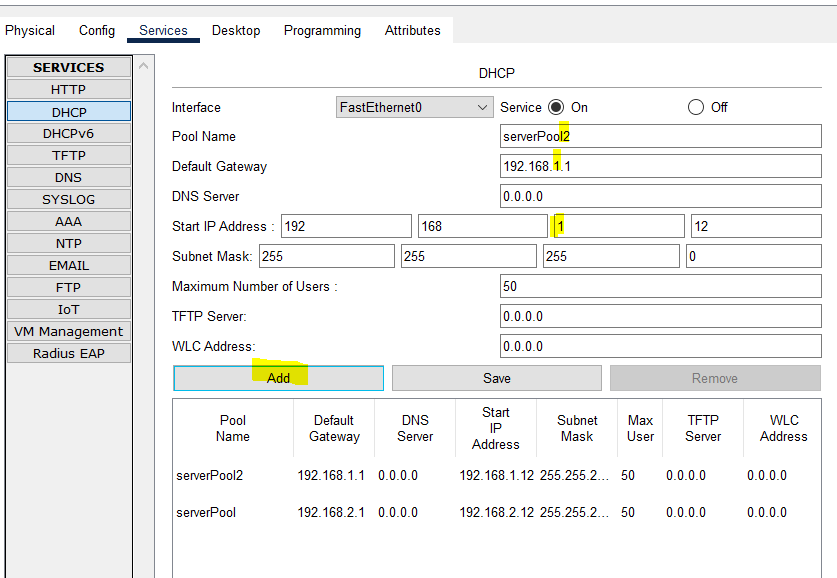 Physical Config Services Desktop Programming Attributes
SERVICES
HTTP
DHCP
DHCPv6
TFTP
DNS
SYSLOG
AAA
NTP
EMAIL
FTP
IoT
VM Management
Radius EAP
DHCP
Interface FastEthernet0 Service On Off
Pool Name serverPool2
Default Gateway 192.168.1.1
DNS Server 0.0.0.0
Start IP Address : 192 168 1 12
Subnet Mask: 255 255 255 0
Maximum Number of Users : 50
TFTP Server: 0.0.0.0
WLC Address: 0.0.0.0
Add Save Remove
Pool Name Default Gateway DNS Server Start IP Address Subnet Mask Max User TFTP Server WLC Address
serverPool2 192.168.1.1 0.0.0.0 192.168.1.12 255.255.2... 50 0.0.0.0 0.0.0.0
serverPool 192.168.2.1 0.0.0.0 192.168.2.12 255.255.2... 50 0.0.0.0 0.0.0.0